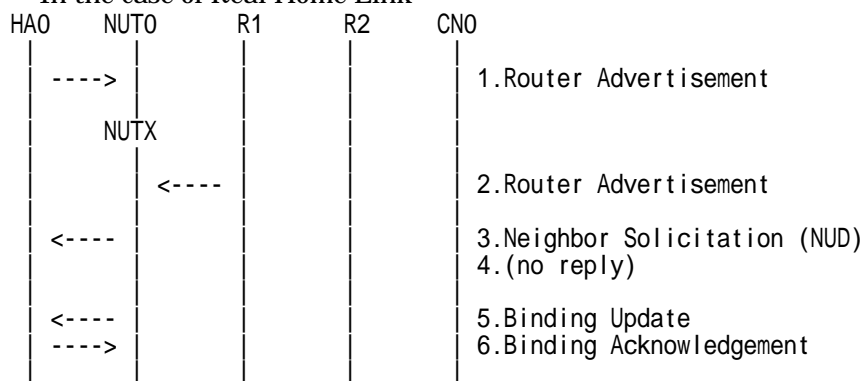 In the case of Real Home Link
HA0 NUT0 R1 R2 CN0
| | | | |
| ----> | | | | 1.Router Advertisement
| | | | |
NUTX
| | | | |
| | <---- | | | 2.Router Advertisement
| | | | |
| <---- | | | | 3.Neighbor Solicitation (NUD)
| | | | | 4.(no reply)
| | | | |
| <---- | | | | 5.Binding Update
| ----> | | | | 6.Binding Acknowledgement
| | | | |